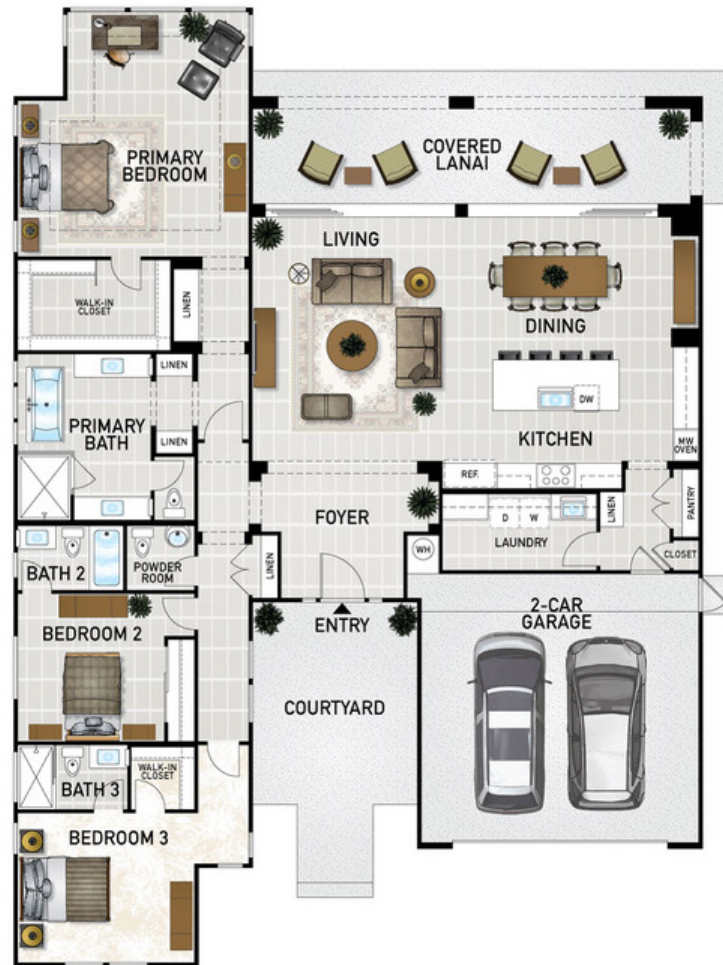 PRIMARY
BEDROOM
COVERED
LANAI
LIVING
WALK-IN
CLOSET
LINEN
DINING
LINEN
PRIMARY
BATH
DW
LINEN
KITCHEN
MW
OVEN
REF.
PANTRY
FOYER
D
W
LINEN
LAUNDRY
WH
CLOSET
BATH 2
POWDER
ROOM
LINEN
BEDROOM 2
ENTRY
2-CAR
GARAGE
COURTYARD
BATH 3
WALK-IN
CLOSET
BEDROOM 3